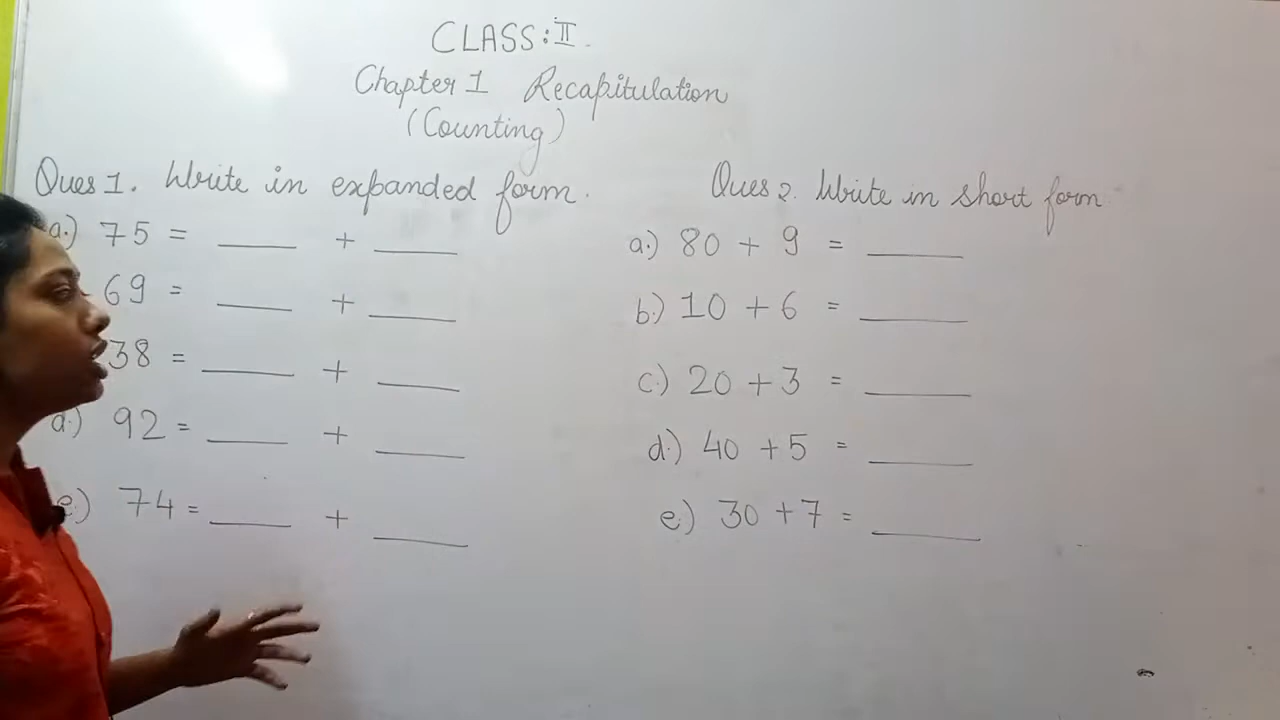 CLASS: II.
Chapter 1 Recapitulation
(Counting)
Ques 1. Write in expanded form.
a.) 75 = ____ + ____
69 = ____ + ____
38 = ____ + ____
d.) 92 = ____ + ____
e.) 74 = ____ + ____
Ques 2. Write in short form
a.) 80 + 9 = ____
b.) 10 + 6 = ____
c.) 20 + 3 = ____
d.) 40 + 5 = ____
e.) 30 + 7 = ____